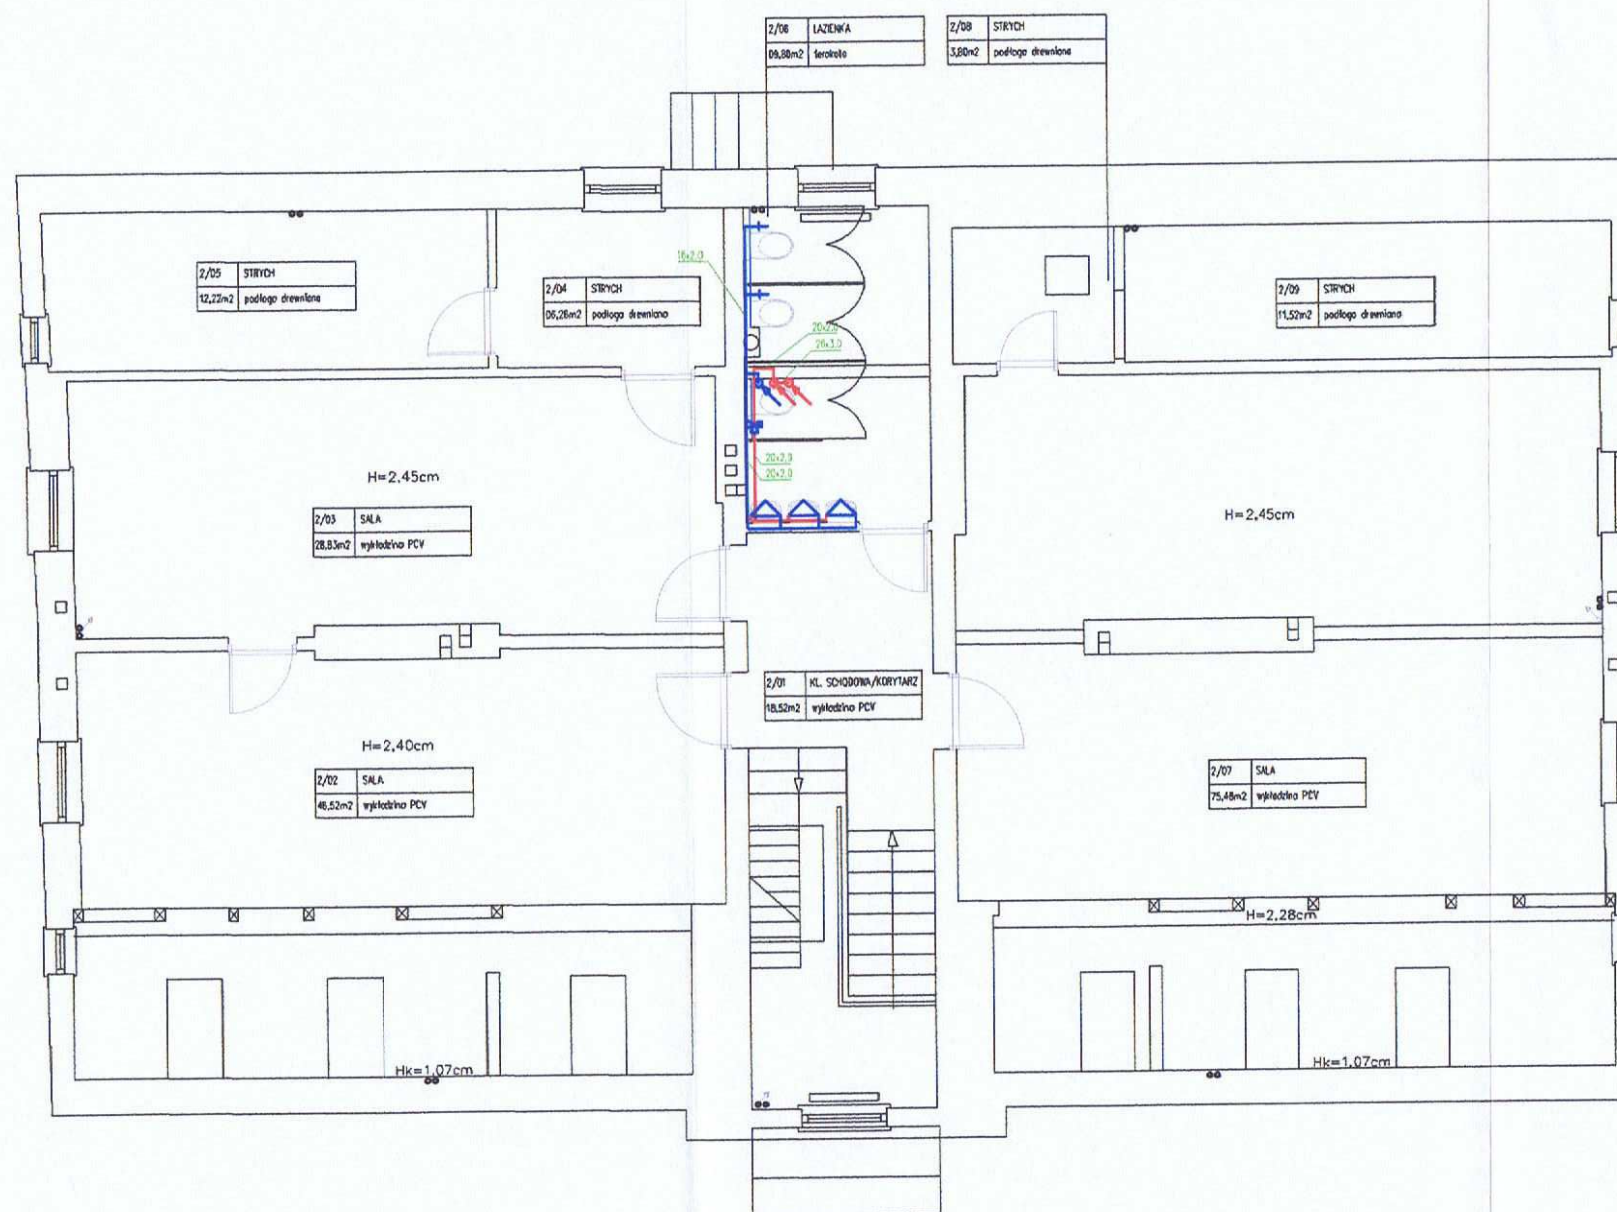 2/06 ŁAZIENKA
09,80m2 terakota
2/08 STRYCH
3,80m2 podłoga drewniana
2/05 STRYCH
12,22m2 podłoga drewniana
2/04 STRYCH
06,26m2 podłoga drewniana
16x2.0
20x2.0
26x3.0
2/09 STRYCH
11,52m2 podłoga drewniana
20x2.0
20x2.0
H=2.45cm
2/03 SALA
28,83m2 wykładzina PCV
H=2.45cm
2/01 KL. SCHODOWA/KORYTARZ
18,52m2 wykładzina PCV
H=2.40cm
2/02 SALA
46,52m2 wykładzina PCV
2/07 SALA
75,48m2 wykładzina PCV
H=2.28cm
Hk=1.07cm
Hk=1.07cm